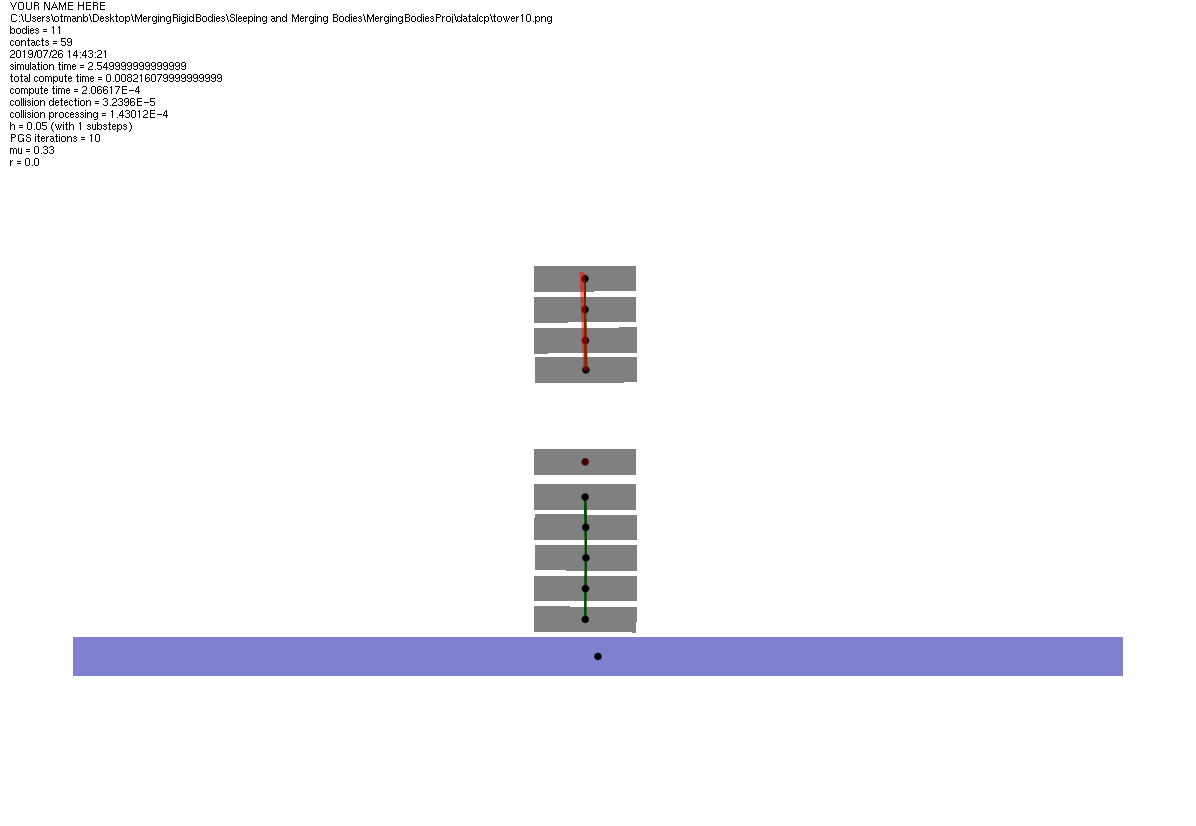 YOUR NAME HERE
C:\Users\otmanb\Desktop\MergingRigidBodies\Sleeping and Merging Bodies\MergingBodiesProj\datalcp\tower10.png
bodies = 11
contacts = 59
2019/07/26 14:43:21
simulation time = 2.549999999999999
total compute time = 0.008216079999999999
compute time = 2.06617E-4
collision detection = 3.2396E-5
collision processing = 1.43012E-4
h = 0.05 (with 1 substeps)
PGS iterations = 10
mu = 0.33
r = 0.0